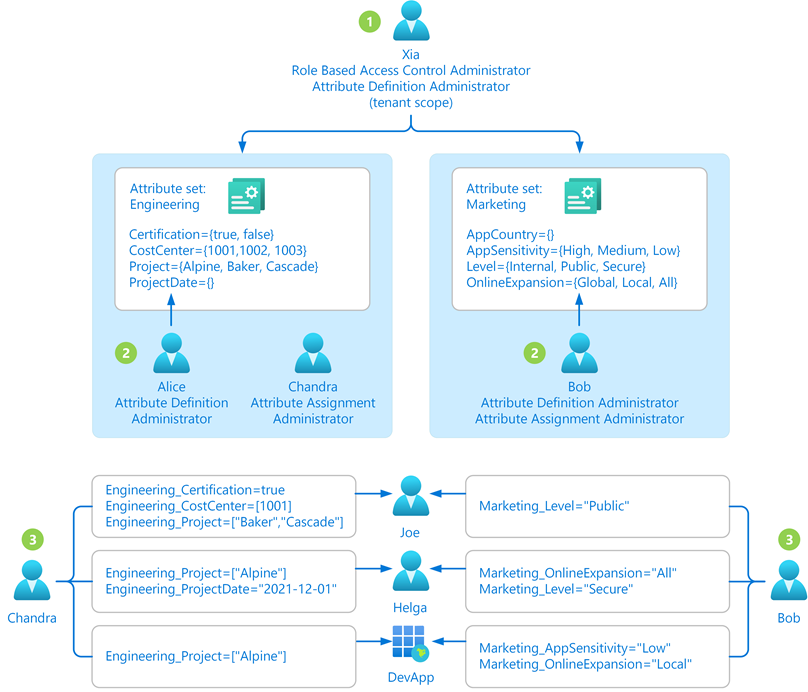 1
Xia
Role Based Access Control Administrator
Attribute Definition Administrator
(tenant scope)
Attribute set:
Engineering
Certification={true, false}
CostCenter={1001,1002, 1003}
Project={Alpine, Baker, Cascade}
ProjectDate={}
2
Alice
Attribute Definition
Administrator
Chandra
Attribute Assignment
Administrator
Attribute set:
Marketing
AppCountry={}
AppSensitivity={High, Medium, Low}
Level={Internal, Public, Secure}
OnlineExpansion={Global, Local, All}
2
Bob
Attribute Definition Administrator
Attribute Assignment Administrator
3
Chandra
Engineering_Certification=true
Engineering_CostCenter=[1001]
Engineering_Project=["Baker","Cascade"]
Joe
Marketing_Level="Public"
Engineering_Project=["Alpine"]
Engineering_ProjectDate="2021-12-01"
Helga
Marketing_OnlineExpansion="All"
Marketing_Level="Secure"
Engineering_Project=["Alpine"]
DevApp
Marketing_AppSensitivity="Low"
Marketing_OnlineExpansion="Local"
3
Bob